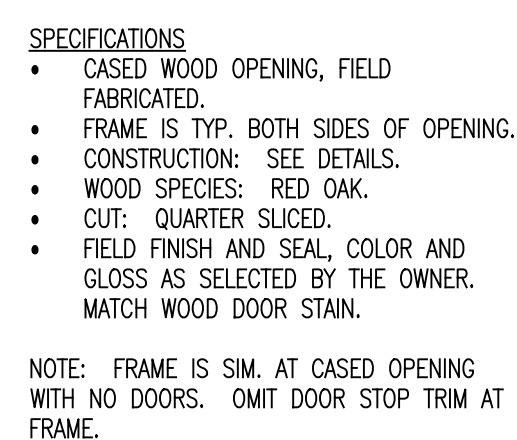 SPECIFICATIONS
• CASED WOOD OPENING, FIELD
FABRICATED.
• FRAME IS TYP. BOTH SIDES OF OPENING.
• CONSTRUCTION: SEE DETAILS.
• WOOD SPECIES: RED OAK.
• CUT: QUARTER SLICED.
• FIELD FINISH AND SEAL, COLOR AND
GLOSS AS SELECTED BY THE OWNER.
MATCH WOOD DOOR STAIN.
NOTE: FRAME IS SIM. AT CASED OPENING
WITH NO DOORS. OMIT DOOR STOP TRIM AT
FRAME.